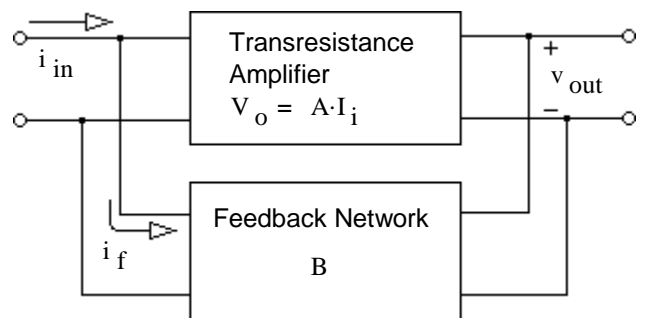 i in
Transresistance
Amplifier
V o = A·I i
+
v out
−
i f
Feedback Network
B